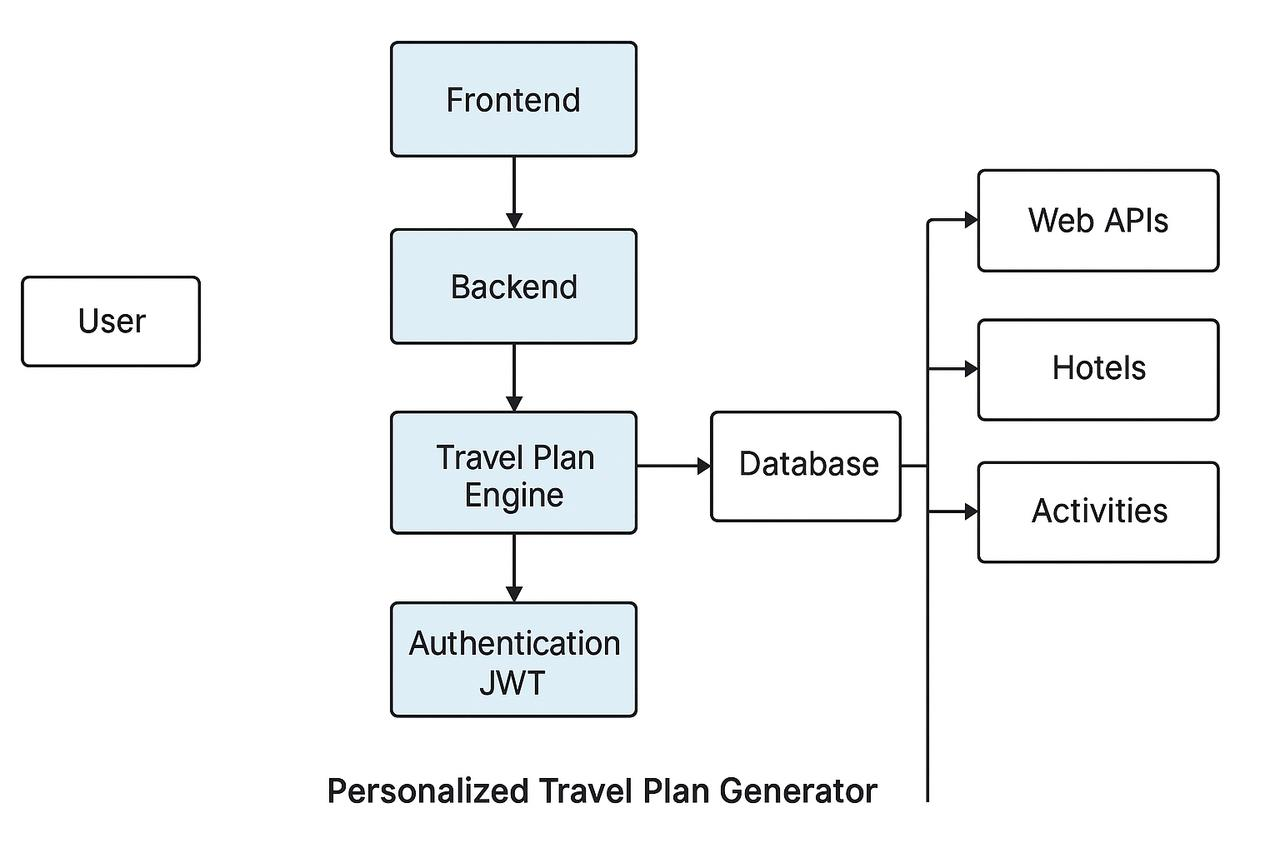 Frontend
Backend
User
Travel Plan
Engine
Authentication
JWT
Database
Web APIs
Hotels
Activities
Personalized Travel Plan Generator